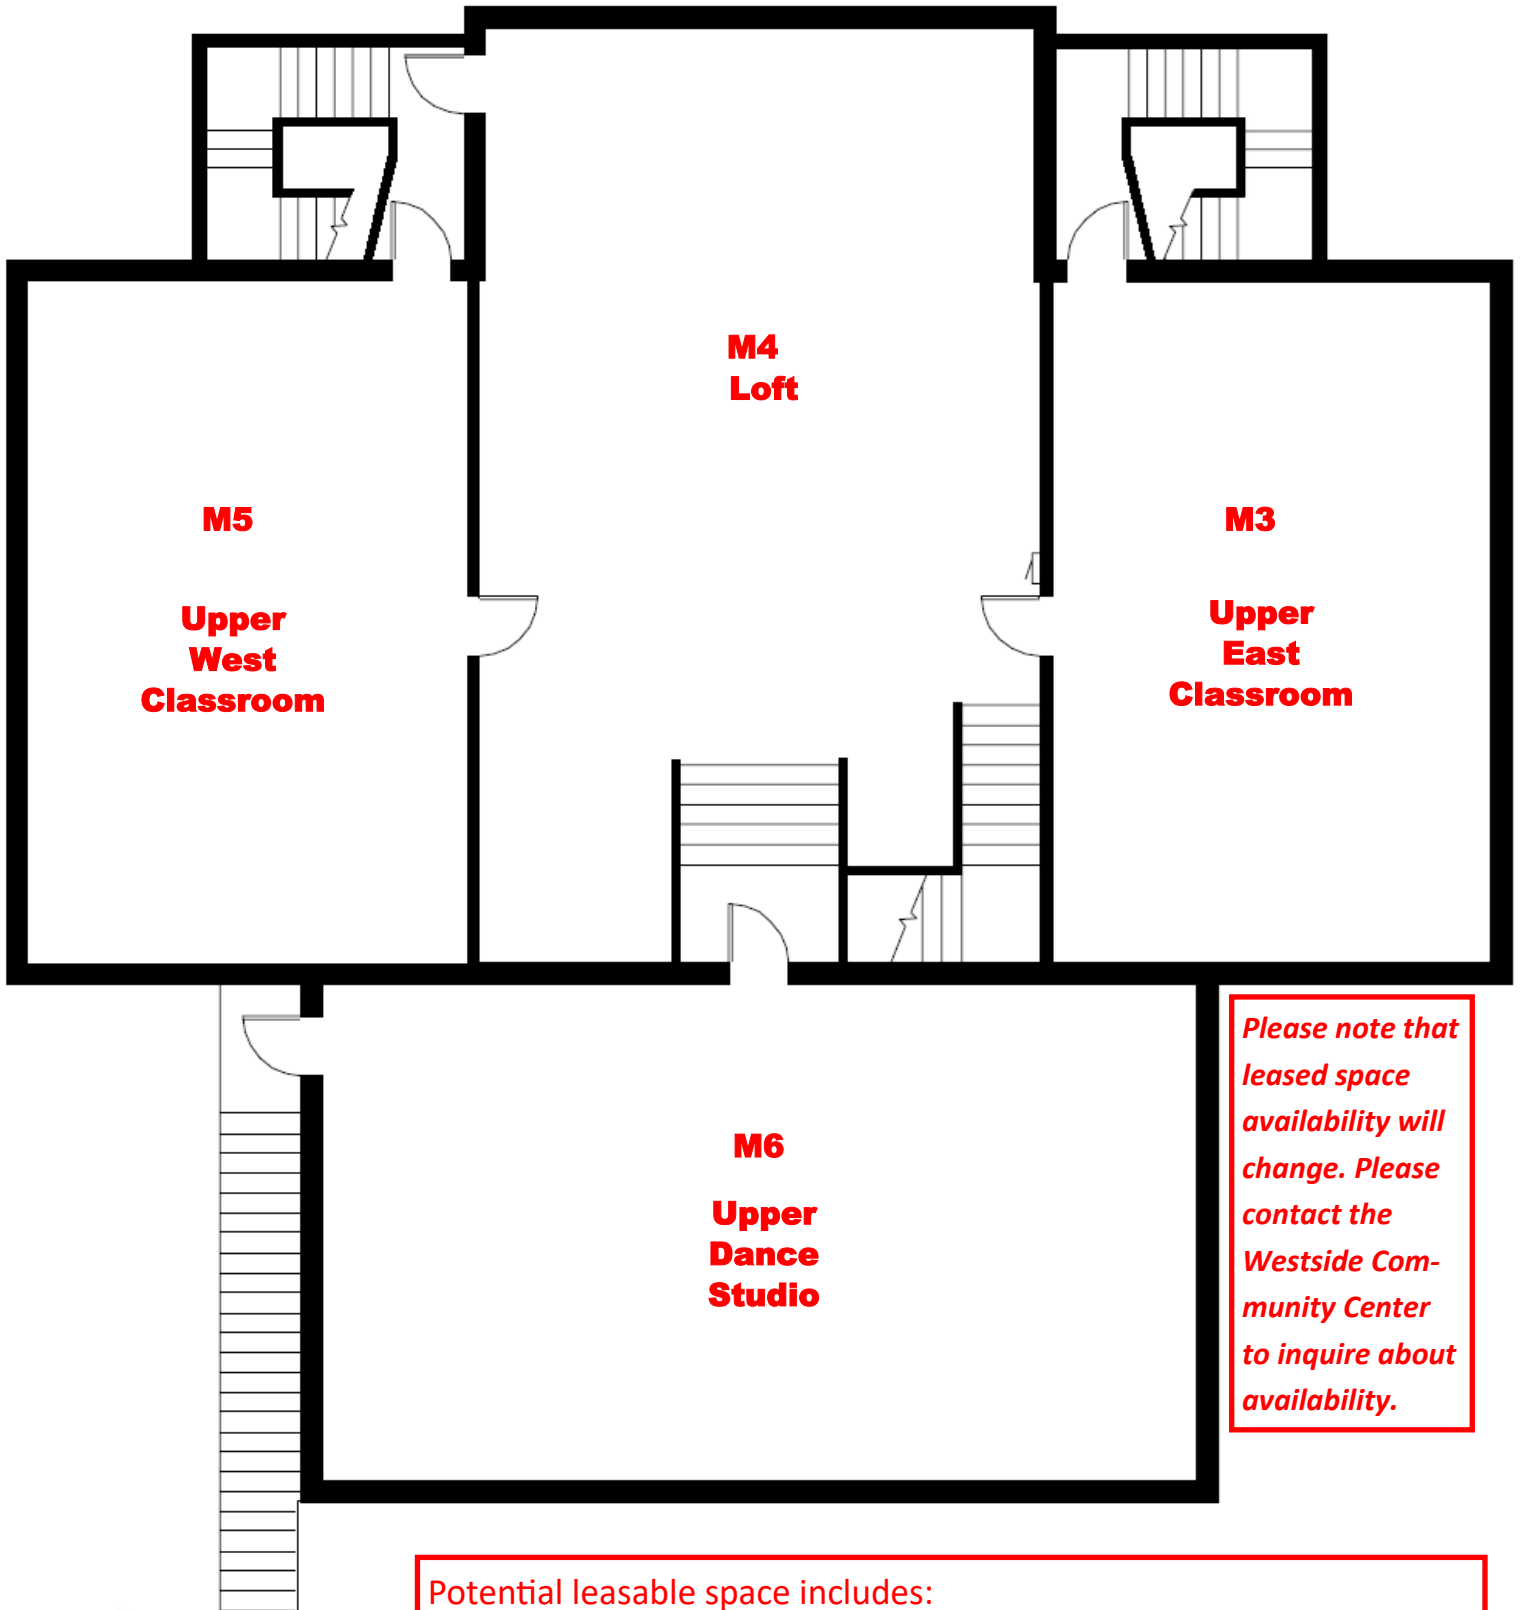 M4
Loft
M5
Upper
West
Classroom
M3
Upper
East
Classroom
M6
Upper
Dance
Studio
Please note that
leased space
availability will
change. Please
contact the
Westside Com-
munity Center
to inquire about
availability.
Potential leasable space includes: